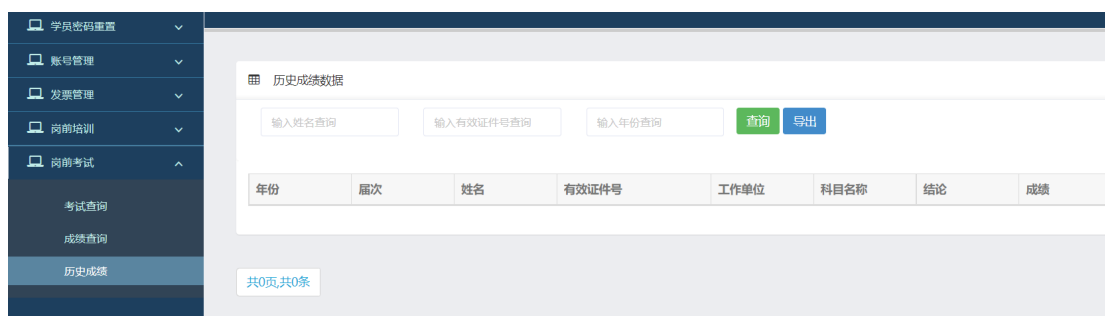 学员密码重置
账号管理
发票管理
岗前培训
岗前考试
考试查询
成绩查询
历史成绩
历史成绩数据
输入姓名查询 输入有效证件号查询 输入年份查询 查询 导出
年份 届次 姓名 有效证件号 工作单位 科目名称 结论 成绩
共0页,共0条